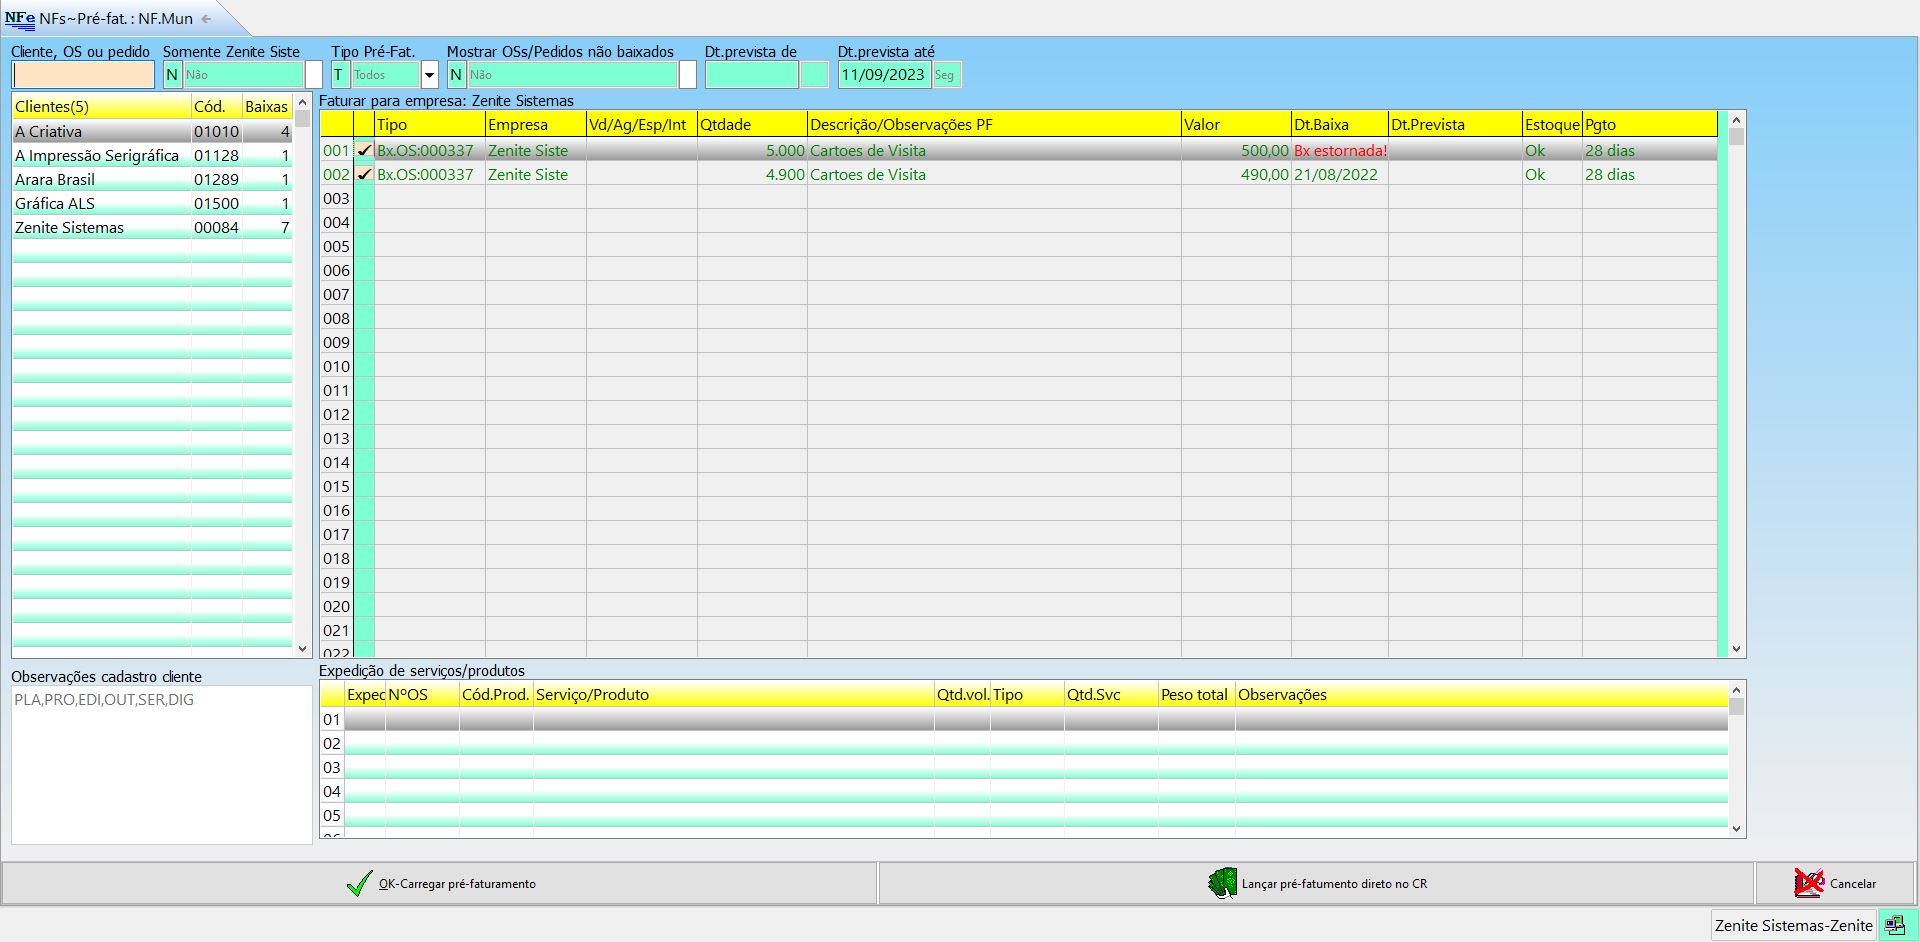 NFe NFs~Pré-fat. : NF.Mun
Cliente, OS ou pedido Somente Zenite Siste Tipo Pré-Fat. Mostrar OSs/Pedidos não baixados Dt.prevista de Dt.prevista até
N Não T Todos N Não 11/09/2023 Seg
Clientes(5) Cód. Baixas
A Criativa 01010 4
A Impressão Serigráfica 01128 1
Arara Brasil 01289 1
Gráfica ALS 01500 1
Zenite Sistemas 00084 7
Faturar para empresa: Zenite Sistemas
Tipo Empresa Vd/Ag/Esp/Int Qtdade Descrição/Observações PF Valor Dt.Baixa Dt.Prevista Estoque Pgto
001 Bx.OS:000337 Zenite Siste 5.000 Cartoes de Visita 500,00 Bx estornada! Ok 28 dias
002 Bx.OS:000337 Zenite Siste 4.900 Cartoes de Visita 490,00 21/08/2022 Ok 28 dias
003
004
005
006
007
008
009
010
011
012
013
014
015
016
017
018
019
020
021
022
Observações cadastro cliente
PLA,PRO,EDI,OUT,SER,DIG
Expedição de serviços/produtos
Exped NºOS Cód.Prod. Serviço/Produto Qtd.vol. Tipo Qtd.Svc Peso total Observações
01
02
03
04
05
OK-Carregar pré-faturamento
Lançar pré-fatumento direto no CR
Cancelar
Zenite Sistemas-Zenite